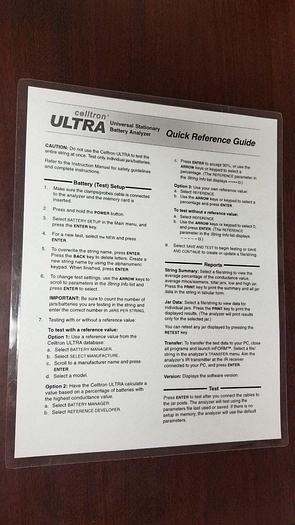 celltron
ULTRA
Universal Stationary
Battery Analyzer
Quick Reference Guide
CAUTION: Do not use the Celltron ULTRA to test the
entire string at once. Test only individual jars/batteries.
Refer to the Instruction Manual for safety guidelines
and complete instructions.
Battery (Test) Setup
1. Make sure the clamps/probes cable is connected
to the analyzer and the memory card is
inserted.
2. Press and hold the POWER button.
3. Select BATTERY SETUP in the Main menu, and
press the ENTER key.
4. For a new test, select the NEW and press
ENTER.
5. To overwrite the string name, press ENTER.
Press the BACK key to delete letters. Create a
new string name by using the alphanumeric
keypad. When finished, press ENTER.
6. To change test settings, use the ARROW keys to
scroll to parameters in the String Info list and
press ENTER to select.
IMPORTANT: Be sure to count the number of
jars/batteries you are testing in the string and
enter the correct number in JARS PER STRING.
7. Testing with or without a reference value:
To test with a reference value:
Option 1: Use a reference value from the
Celltron ULTRA database:
a. Select BATTERY MANAGER.
b. Select SELECT MANUFACTURE.
c. Scroll to a manufacturer name and press
ENTER.
d. Select a model.
Option 2: Have the Celltron ULTRA calculate a
value based on a percentage of batteries with
the highest conductance value.
a. Select BATTERY MANAGER.
b. Select REFERENCE DEVELOPER.
c. Press ENTER to accept 30%, or use the
ARROW keys or keypad to select a
percentage. (The REFERENCE parameter in
the String Info list displays
Option 3: Use your own reference value:
a. Select REFERENCE.
b. Use the ARROW keys or keypad to select a
percentage and press ENTER.
To test without a reference value:
a. Select REFERENCE.
b. Use the ARROW keys or keypad to select 0,
and press ENTER. (The REFERENCE
parameter in the String Info list displays
8. Select SAVE AND TEST to begin testing or SAVE
AND CONTINUE to create or update a file/string.
Reports
String Summary: Select a file/string to view the
average percentage of the conductance value,
average mhos/siemens, total jars, low and high jar.
Press the PRINT key to print the summary and all jar
data in the string in tabular form.
Jar Data: Select a file/string to view data for
individual jars. Press the PRINT key to print the
displayed results. (The analyzer will print results
only for the selected jar.)
You can retest any jar displayed by pressing the
RETEST key.
Transfer: To transfer the test data to your PC, close
all programs and launch inFORM™. Select a file/
string in the analyzer's TRANSFER menu. Aim the
analyzer's IR transmitter at the IR receiver
connected to your PC, and press ENTER.
Version: Displays the software version.
Test
Press ENTER to test after you connect the cables to
the jar posts. The analyzer will test using the
parameters file last used or saved. If there is no
setup in memory, the analyzer will use the default
parameters.